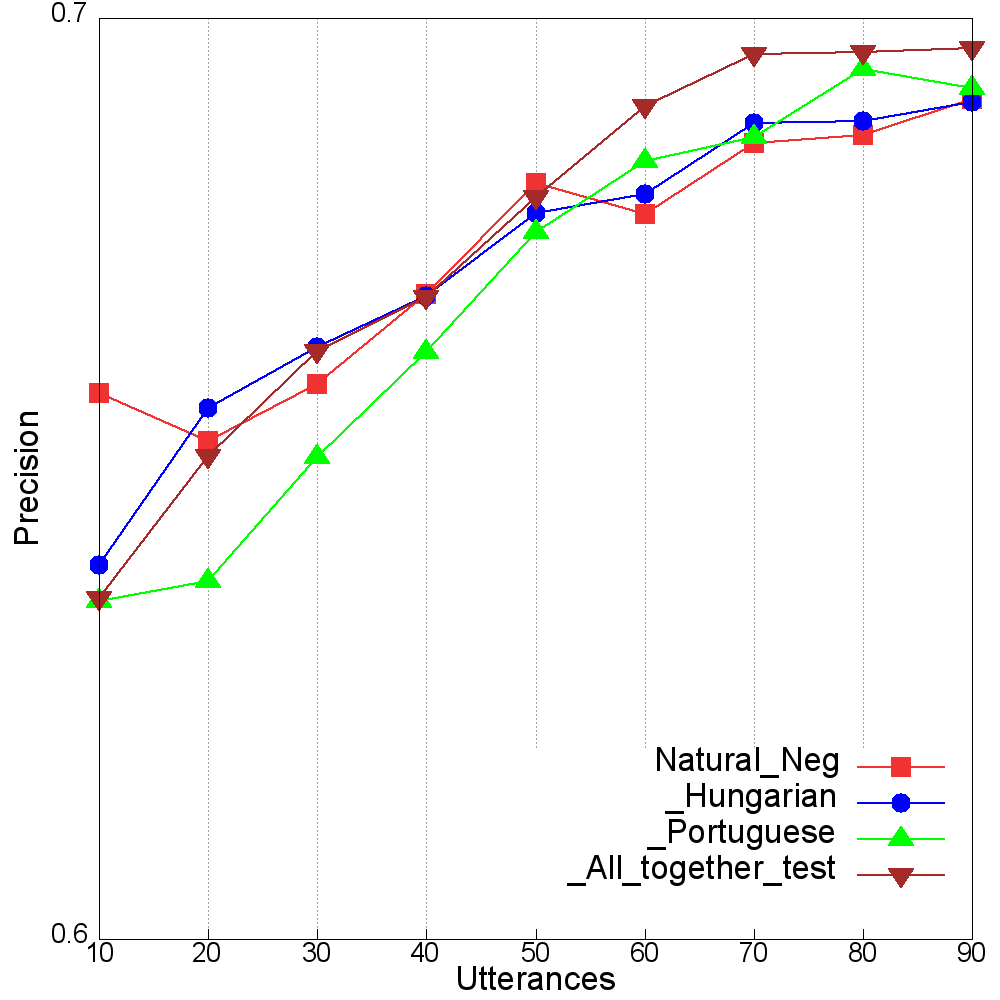 0.7
Precision
Natural_Neg
_Hungarian
_Portuguese
_All_together_test
0.6
10 20 30 40 50 60 70 80 90
Utterances